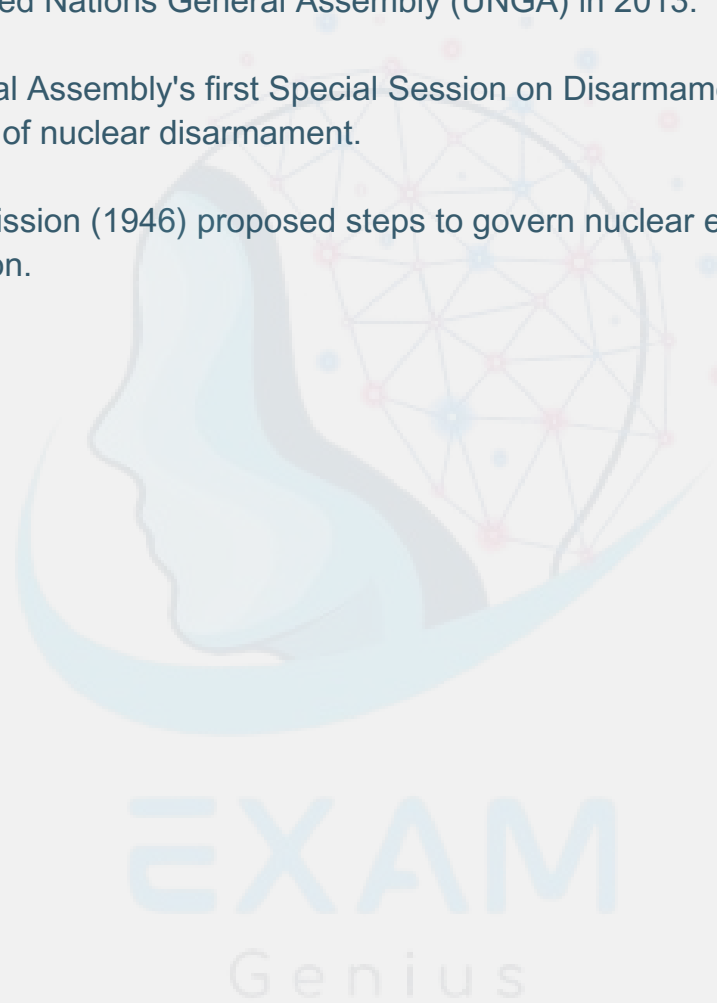 ed Nations General Assembly (UNGA) in 2013.
al Assembly's first Special Session on Disarmame
of nuclear disarmament.
ission (1946) proposed steps to govern nuclear e
on.
EXAM
Genius